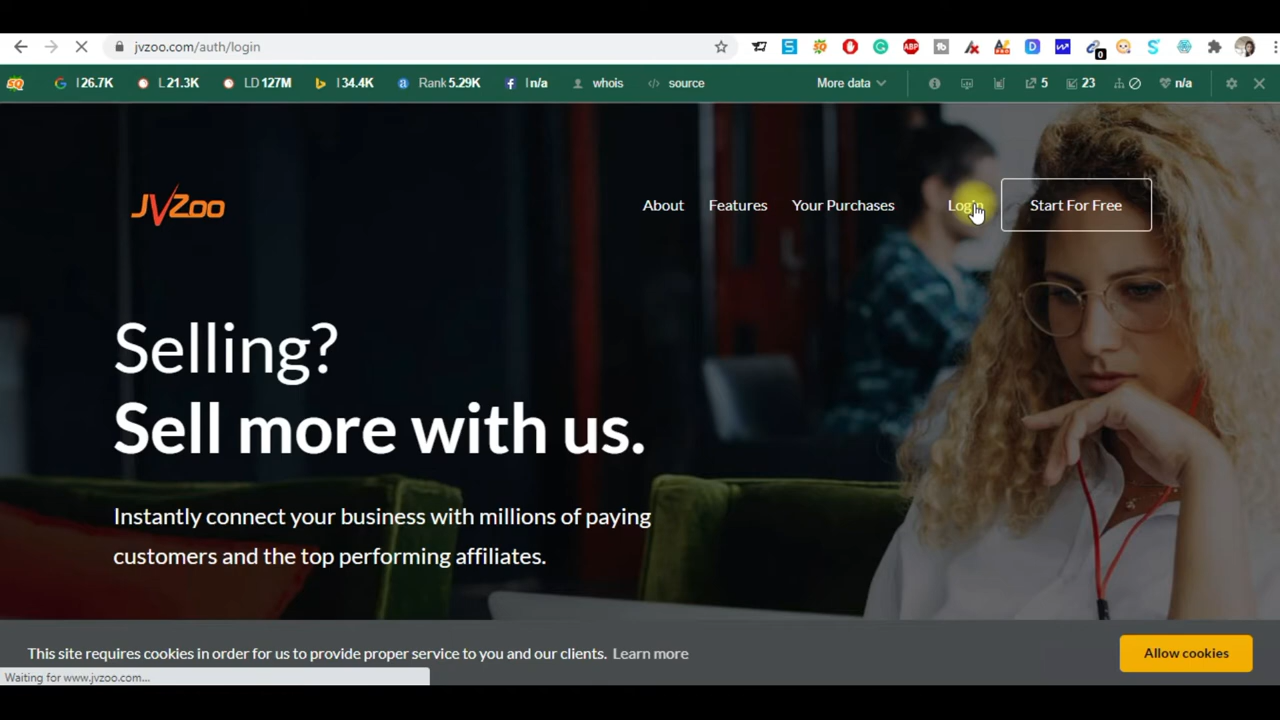 jvzoo.com/auth/login
I 26.7K L 21.3K LD 127M I 34.4K Rank 5.29K I n/a whois source More data 5 23 n/a
JVZoo
About Features Your Purchases Login Start For Free
Selling?
Sell more with us.
Instantly connect your business with millions of paying
customers and the top performing affiliates.
This site requires cookies in order for us to provide proper service to you and our clients. Learn more
Allow cookies
Waiting for www.jvzoo.com...